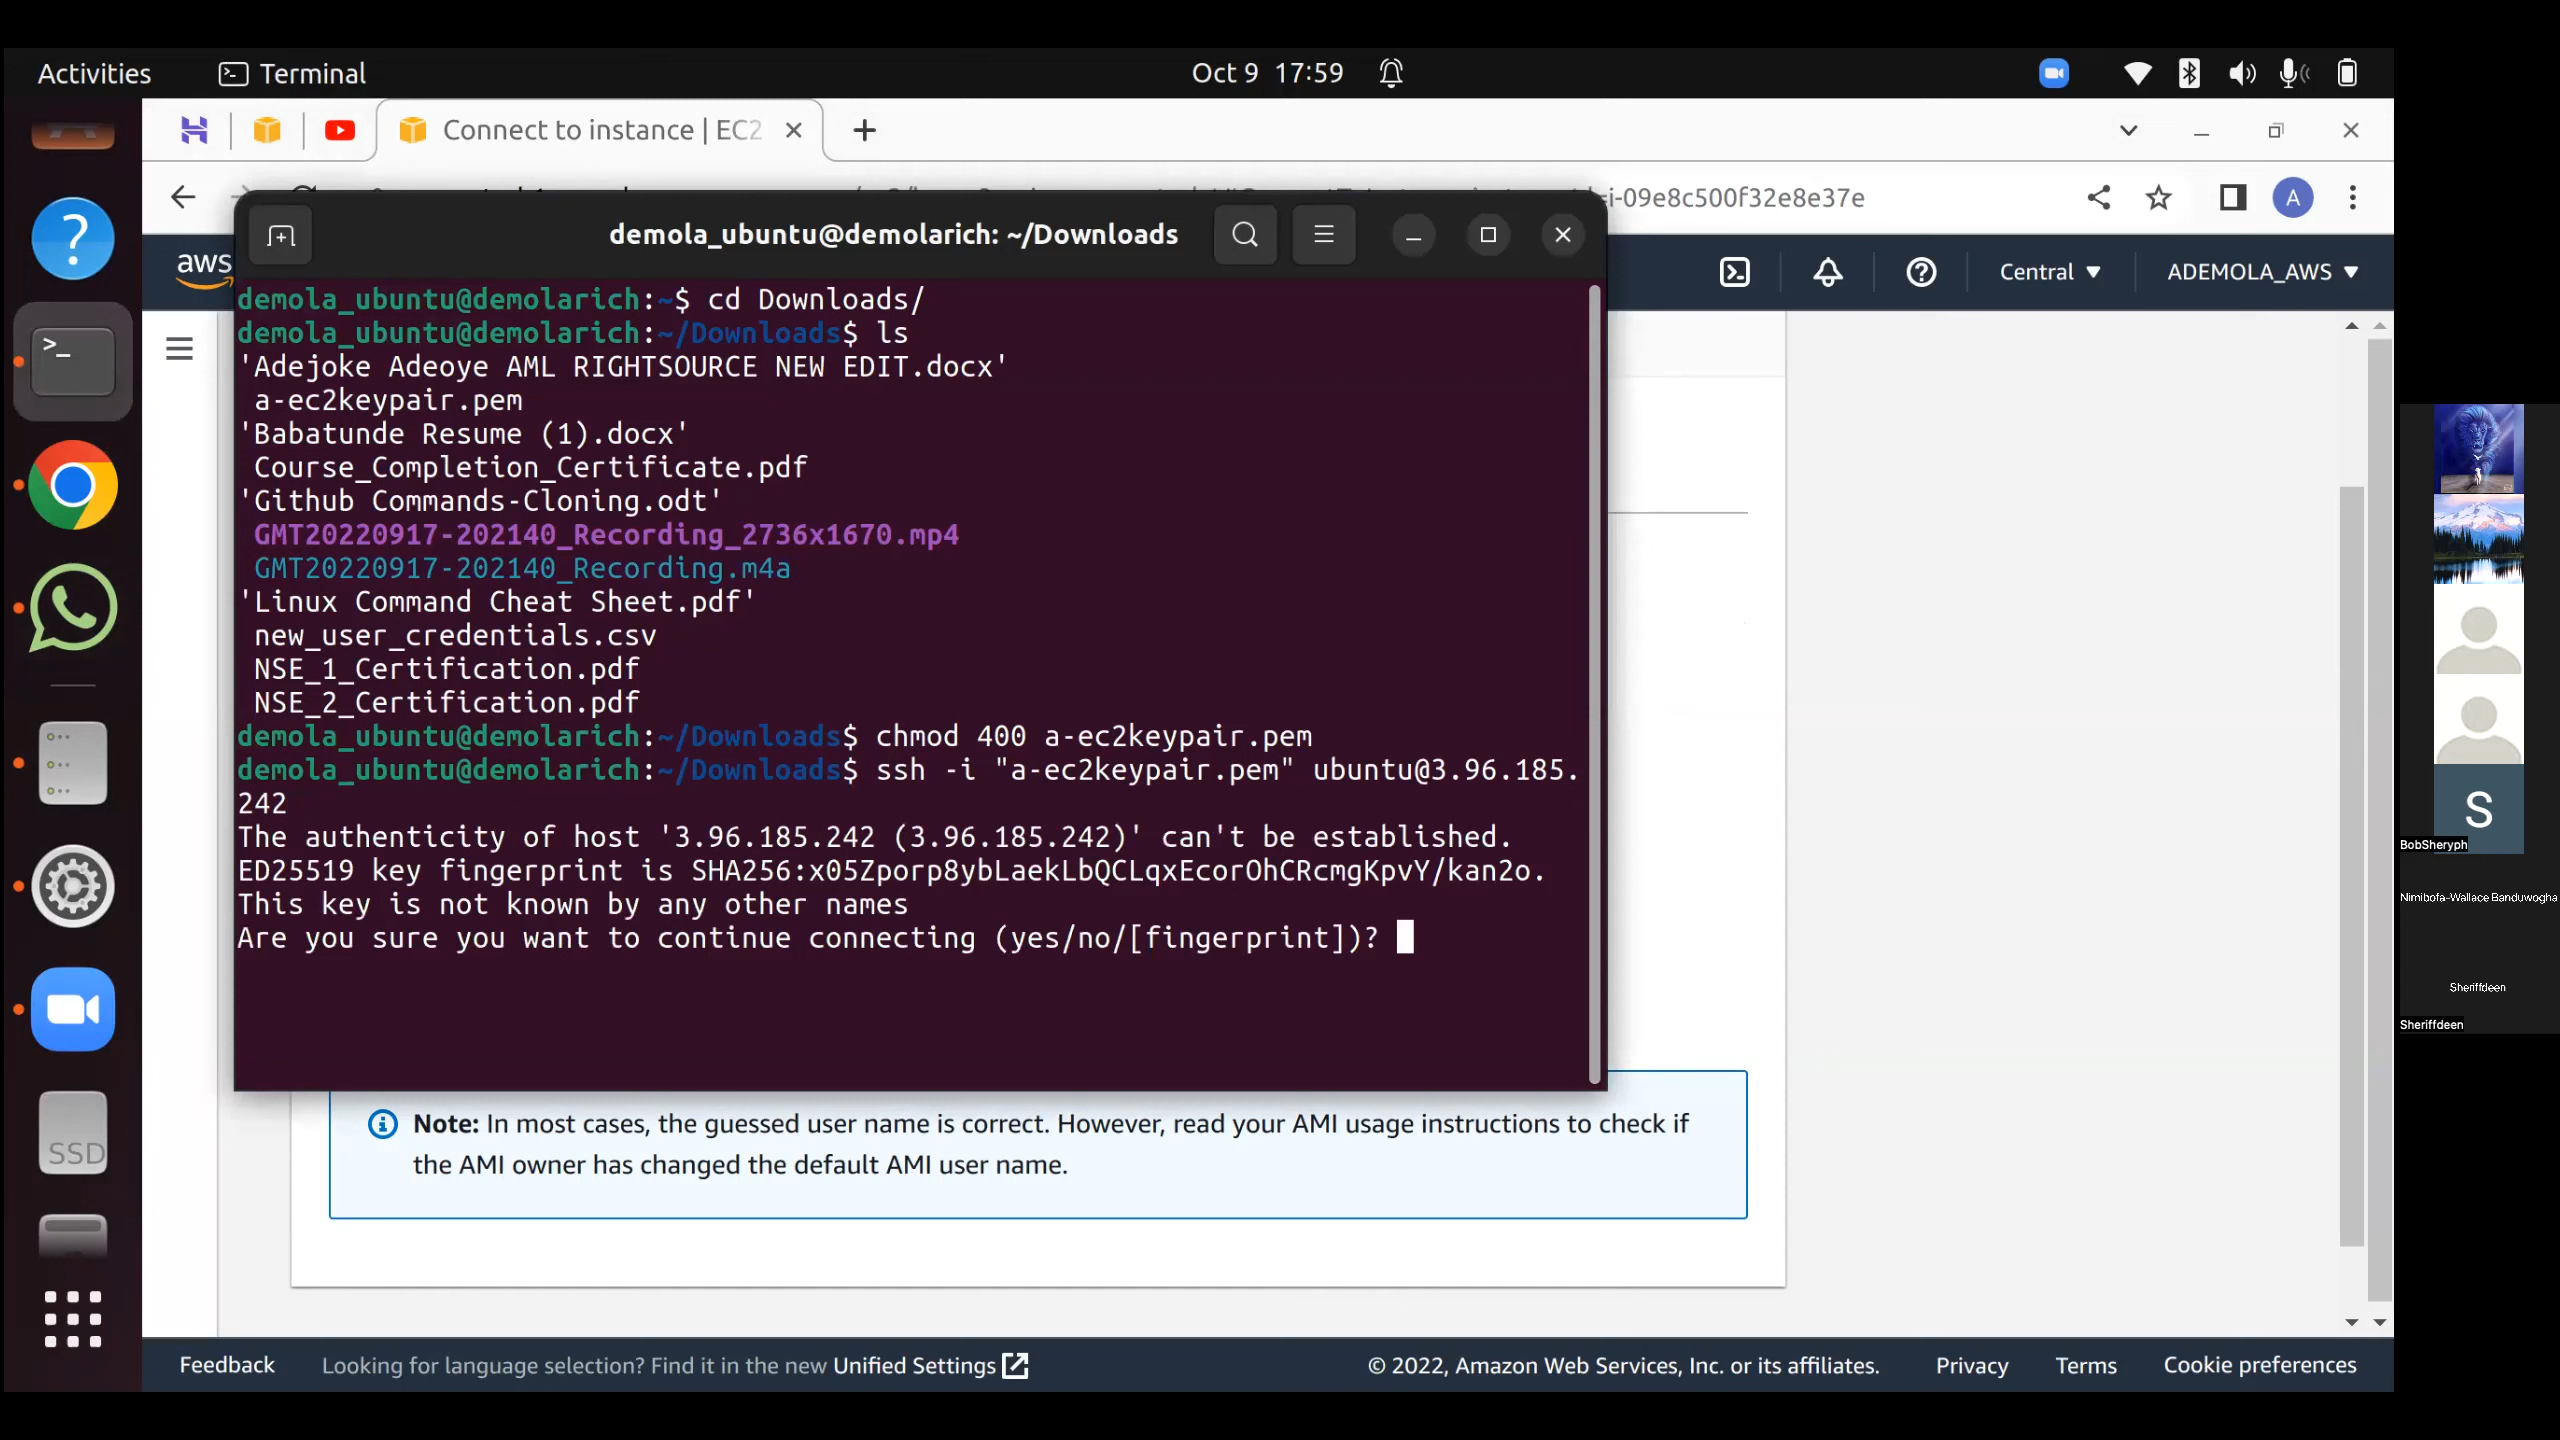 Activities
Terminal
Oct 9 17:59
Connect to instance | EC2
=i-09e8c500f32e8e37e
A
aws
Central
ADEMOLA_AWS
demola_ubuntu@demolarich: ~/Downloads
demola_ubuntu@demolarich:~$ cd Downloads/
demola_ubuntu@demolarich:~/Downloads$ ls
'Adejoke Adeoye AML RIGHTSOURCE NEW EDIT.docx'
a-ec2keypair.pem
'Babatunde Resume (1).docx'
Course_Completion_Certificate.pdf
'Github Commands-Cloning.odt'
GMT20220917-202140_Recording_2736x1670.mp4
GMT20220917-202140_Recording.m4a
'Linux Command Cheat Sheet.pdf'
new_user_credentials.csv
NSE_1_Certification.pdf
NSE_2_Certification.pdf
demola_ubuntu@demolarich:~/Downloads$ chmod 400 a-ec2keypair.pem
demola_ubuntu@demolarich:~/Downloads$ ssh -i "a-ec2keypair.pem" ubuntu@3.96.185.
242
The authenticity of host '3.96.185.242 (3.96.185.242)' can't be established.
ED25519 key fingerprint is SHA256:x05Zporp8ybLaekLbQCLqxEcorOhCRcmgKpvY/kan2o.
This key is not known by any other names
Are you sure you want to continue connecting (yes/no/[fingerprint])?
Note: In most cases, the guessed user name is correct. However, read your AMI usage instructions to check if
the AMI owner has changed the default AMI user name.
SSD
Feedback
Looking for language selection? Find it in the new Unified Settings
© 2022, Amazon Web Services, Inc. or its affiliates.
Privacy
Terms
Cookie preferences
S
BobSheryph
Nimibofa-Wallace Banduwogha
Sheriffdeen
Sheriffdeen